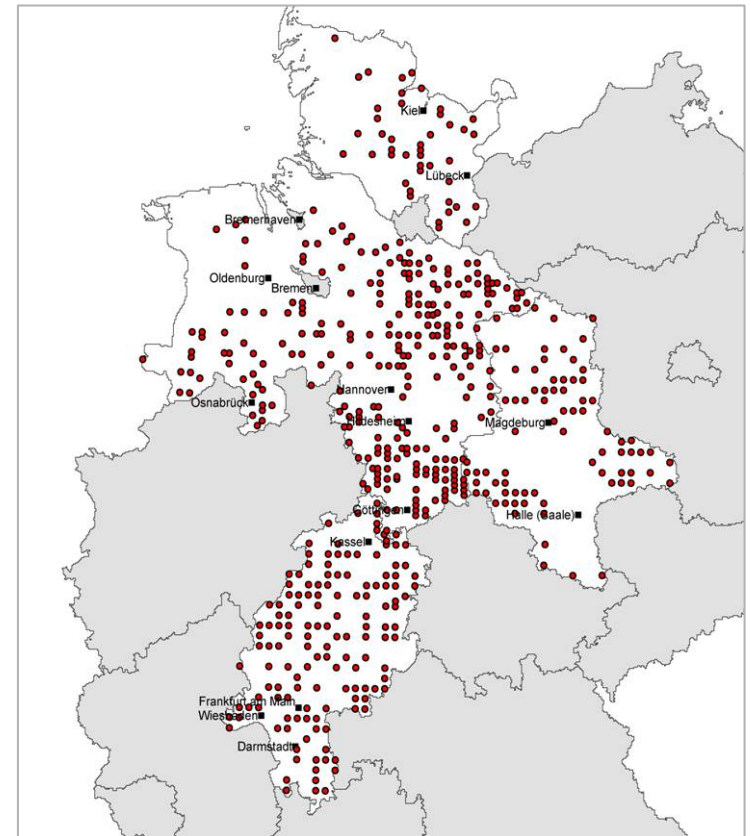 Kiel
Lübeck
Bremerhaven
Oldenburg
Bremen
Hannover
Osnabrück
Hildesheim
Magdeburg
Göttingen
Halle (Saale)
Kassel
Frankfurt am Main
Wiesbaden
Darmstadt